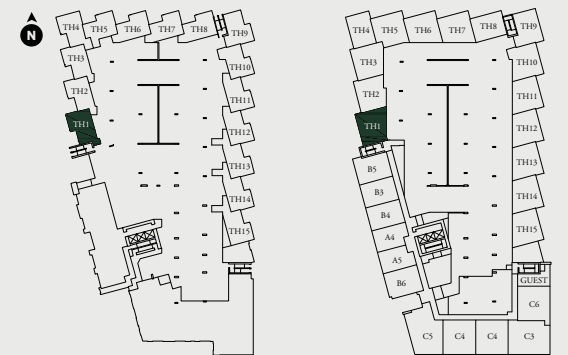 N
TH4 TH5 TH6 TH7 TH8 TH9
TH3 TH10
TH2 TH11
TH1 TH12
TH13
TH14
TH15
TH4 TH5 TH6 TH7 TH8 TH9
TH3 TH10
TH2 TH11
TH1 TH12
B5 TH13
B3 TH14
B4 TH15
A4
A5
B6 GUEST
C6
C5 C4 C4 C3